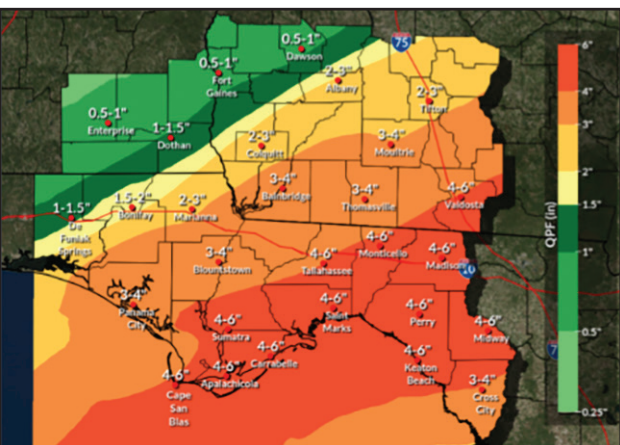 0.5-1"
Dawson
75
0.5-1"
Fort
Gaines
2-3"
Albany
2-3"
Tifton
0.5-1"
Enterprise
1-1.5"
Dothan
2-3"
Colquitt
3-4"
Moultrie
3-4"
Bainbridge
3-4"
Thomasville
4-6"
Valdosta
1-1.5"
De
Funiak
Springs
1.5-2"
Bonifay
2-3"
Marianna
3-4"
Blountstown
4-6"
Tallahassee
4-6"
Monticello
4-6"
Madison
10
3-4"
Panama
City
4-6"
Sumatra
4-6"
Saint
Marks
4-6"
Perry
4-6"
Midway
4-6"
Cape
San
Blas
4-6"
Apalachicola
4-6"
Carrabelle
4-6"
Keaton
Beach
3-4"
Cross
City
QPF (in)
6"
4"
3"
2"
1.5"
1"
0.5"
0.25"